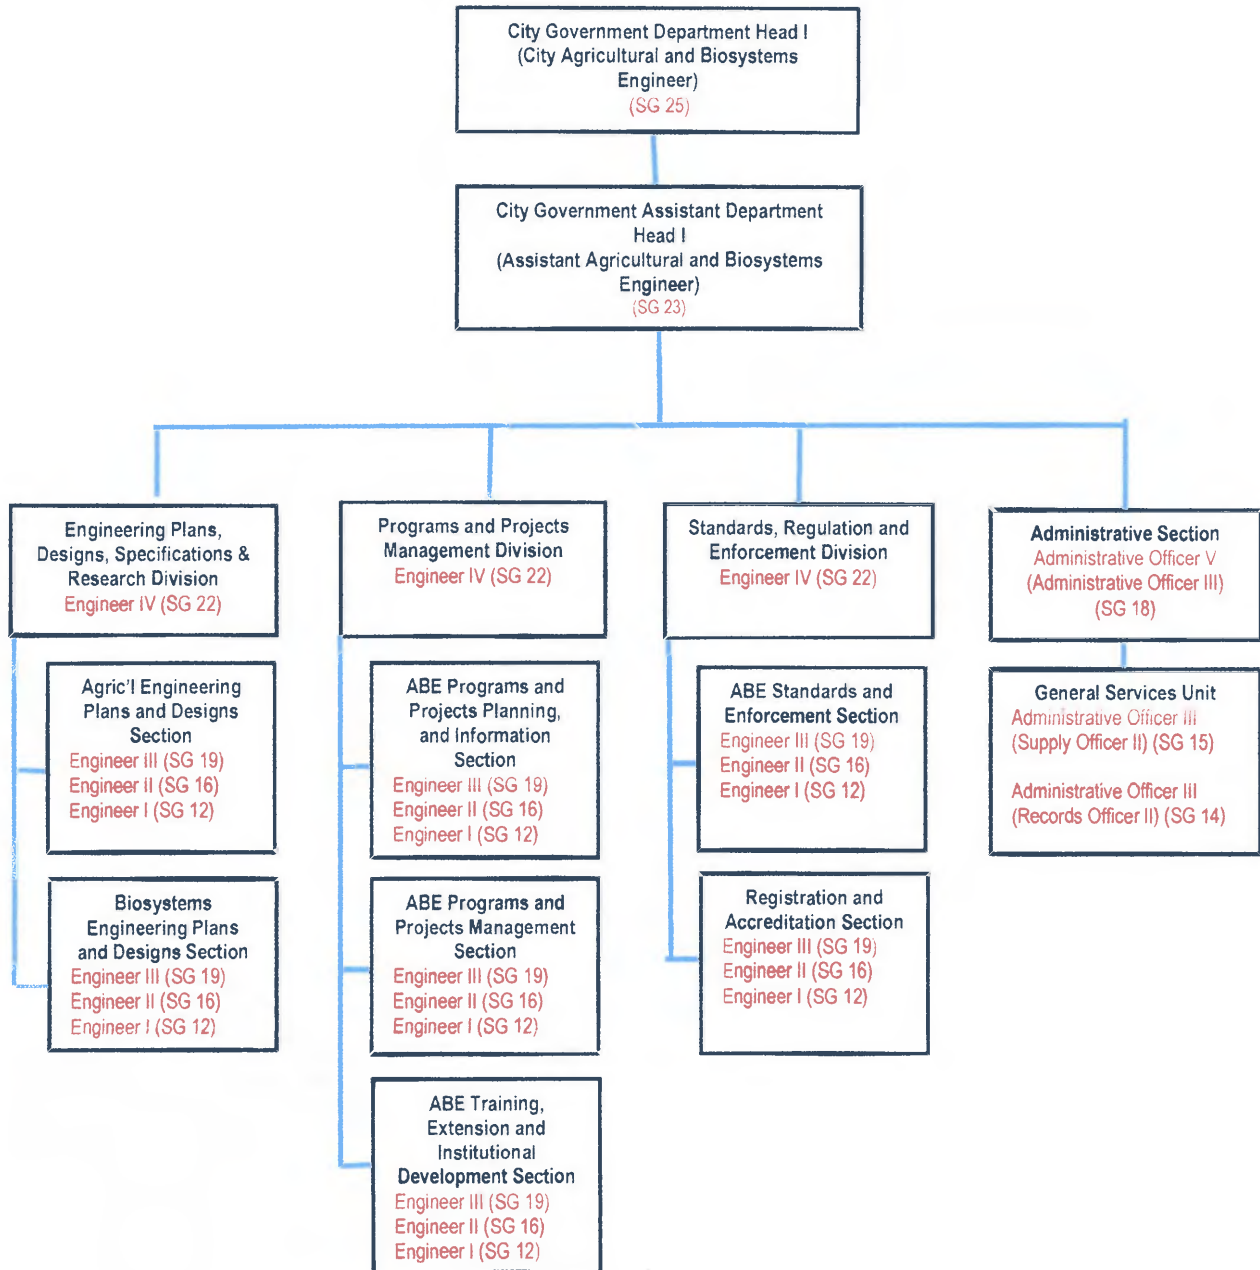 City Government Department Head I
(City Agricultural and Biosystems
Engineer)
(SG 25)
City Government Assistant Department
Head I
(Assistant Agricultural and Biosystems
Engineer)
(SG 23)
Engineering Plans,
Designs, Specifications &
Research Division
Engineer IV (SG 22)
Agric'l Engineering
Plans and Designs
Section
Engineer III (SG 19)
Engineer II (SG 16)
Engineer I (SG 12)
Biosystems
Engineering Plans
and Designs Section
Engineer III (SG 19)
Engineer II (SG 16)
Engineer I (SG 12)
Programs and Projects
Management Division
Engineer IV (SG 22)
ABE Programs and
Projects Planning,
and Information
Section
Engineer III (SG 19)
Engineer II (SG 16)
Engineer I (SG 12)
ABE Programs and
Projects Management
Section
Engineer III (SG 19)
Engineer II (SG 16)
Engineer I (SG 12)
ABE Training,
Extension and
Institutional
Development Section
Engineer III (SG 19)
Engineer II (SG 16)
Engineer I (SG 12)
Standards, Regulation and
Enforcement Division
Engineer IV (SG 22)
ABE Standards and
Enforcement Section
Engineer III (SG 19)
Engineer II (SG 16)
Engineer I (SG 12)
Registration and
Accreditation Section
Engineer III (SG 19)
Engineer II (SG 16)
Engineer I (SG 12)
Administrative Section
Administrative Officer V
(Administrative Officer III)
(SG 18)
General Services Unit
Administrative Officer III
(Supply Officer II) (SG 15)
Administrative Officer III
(Records Officer II) (SG 14)